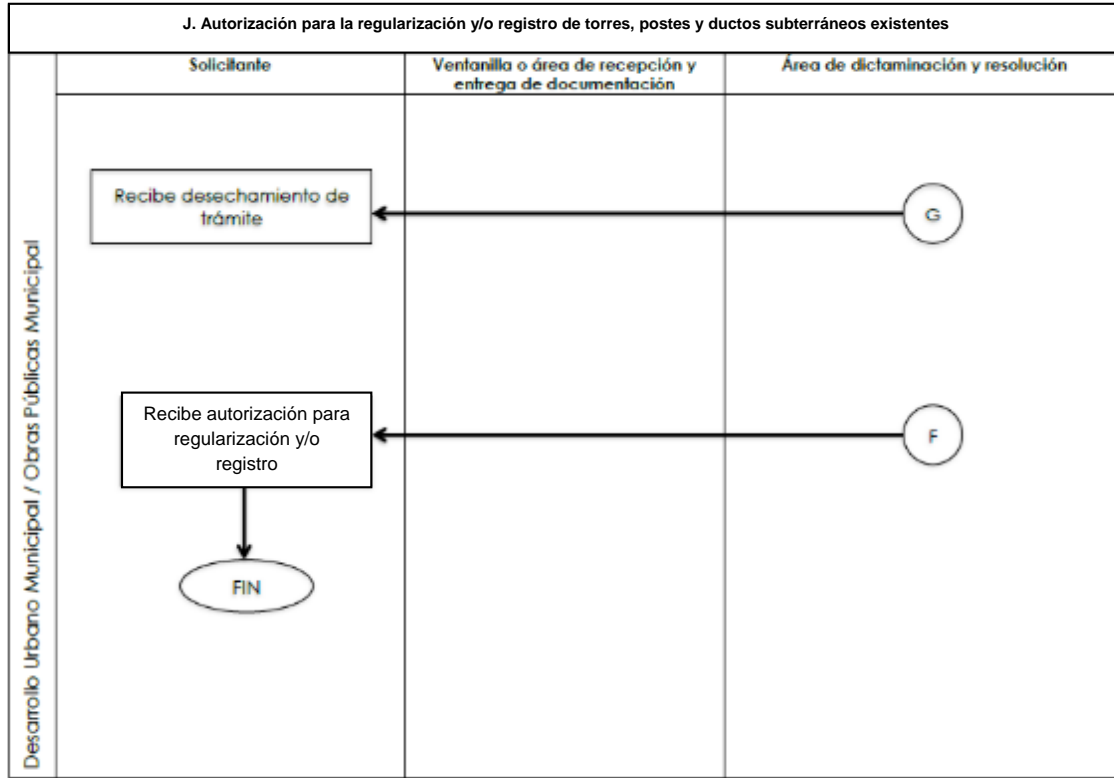 J. Autorización para la regularización y/o registro de torres, postes y ductos subterráneos existentes
Solicitante
Ventanilla o área de recepción y
entrega de documentación
Área de dictaminación y resolución
Desarrollo Urbano Municipal / Obras Públicas Municipal
Recibe desechamiento de
trámite
G
Recibe autorización para
regularización y/o
registro
F
FIN